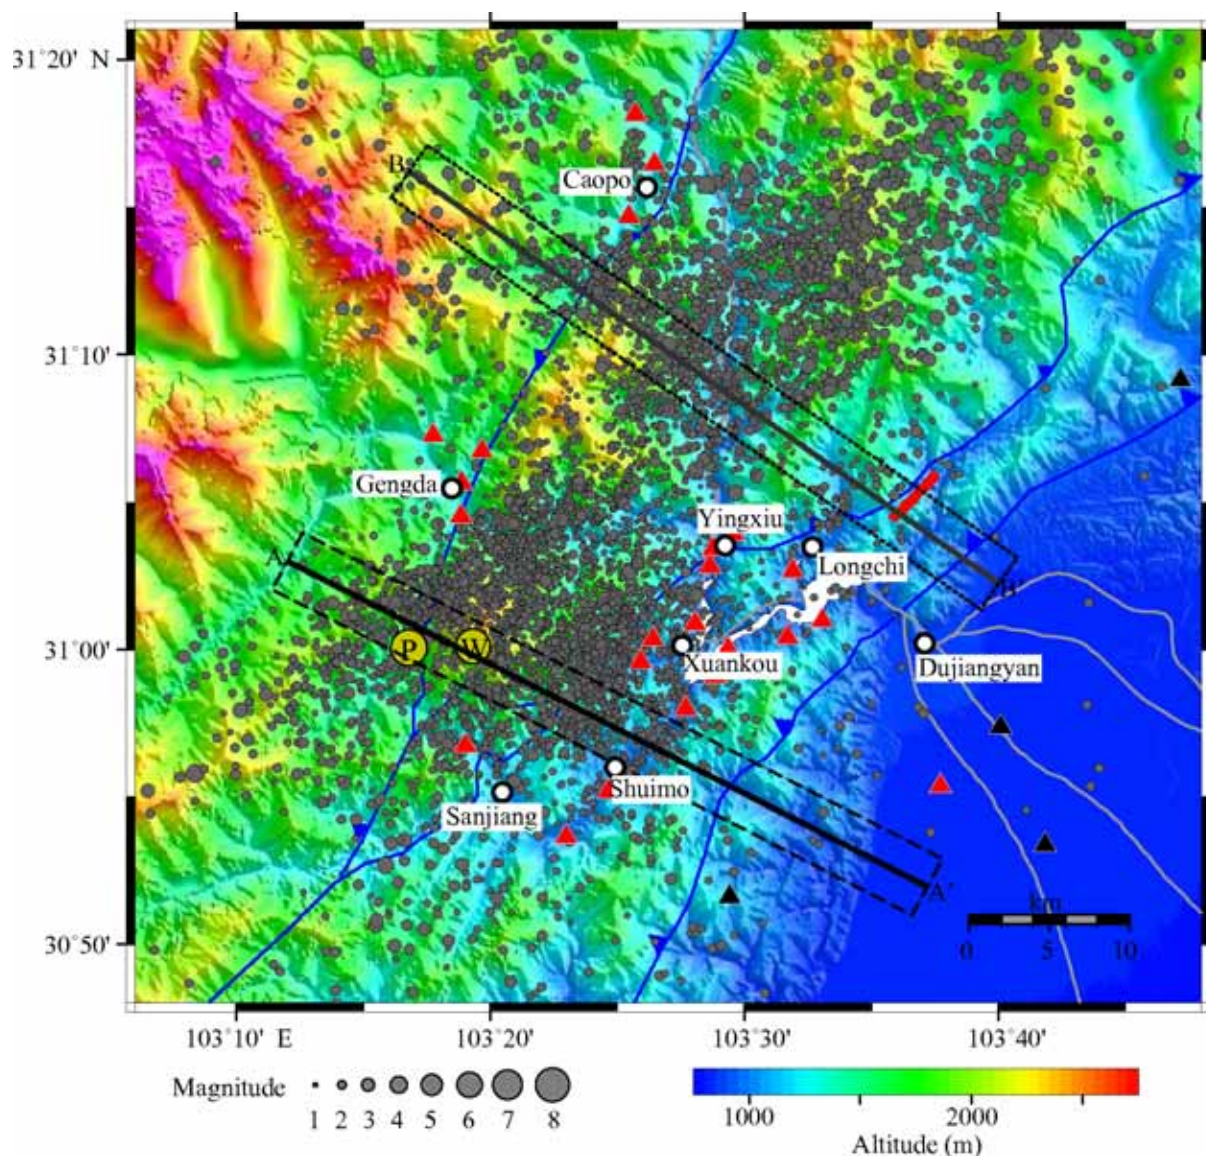 31°20' N
B
Caopo
31°10'
Gengda
Yingxiu
Longchi
A
B'
31°00'
P
W
Xuankou
Dujiangyan
Shuimo
Sanjiang
A'
km
0 5 10
30°50'
103°10' E 103°20' 103°30' 103°40'
Magnitude
1 2 3 4 5 6 7 8
1000 2000
Altitude (m)